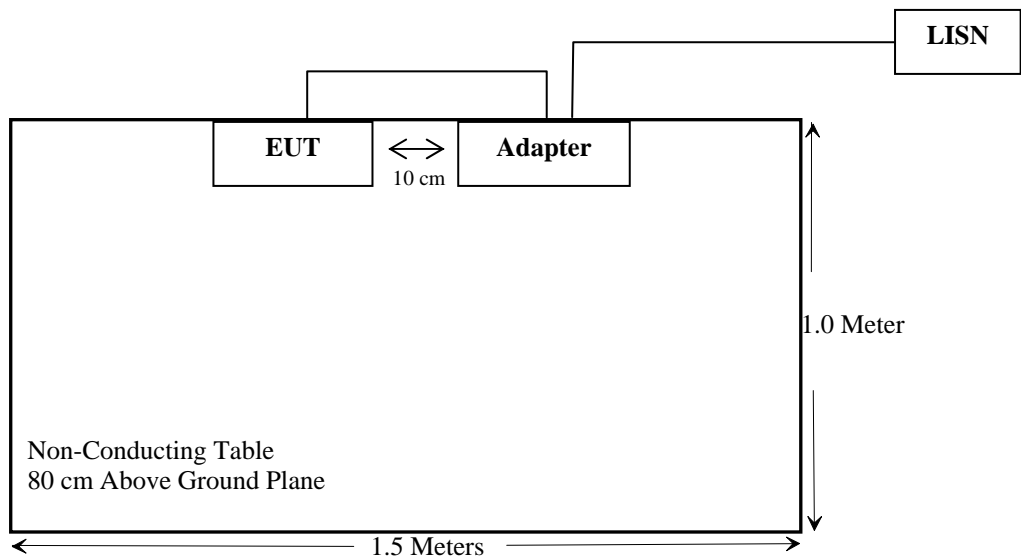 LISN
EUT
Adapter
10 cm
1.0 Meter
Non-Conducting Table
80 cm Above Ground Plane
1.5 Meters